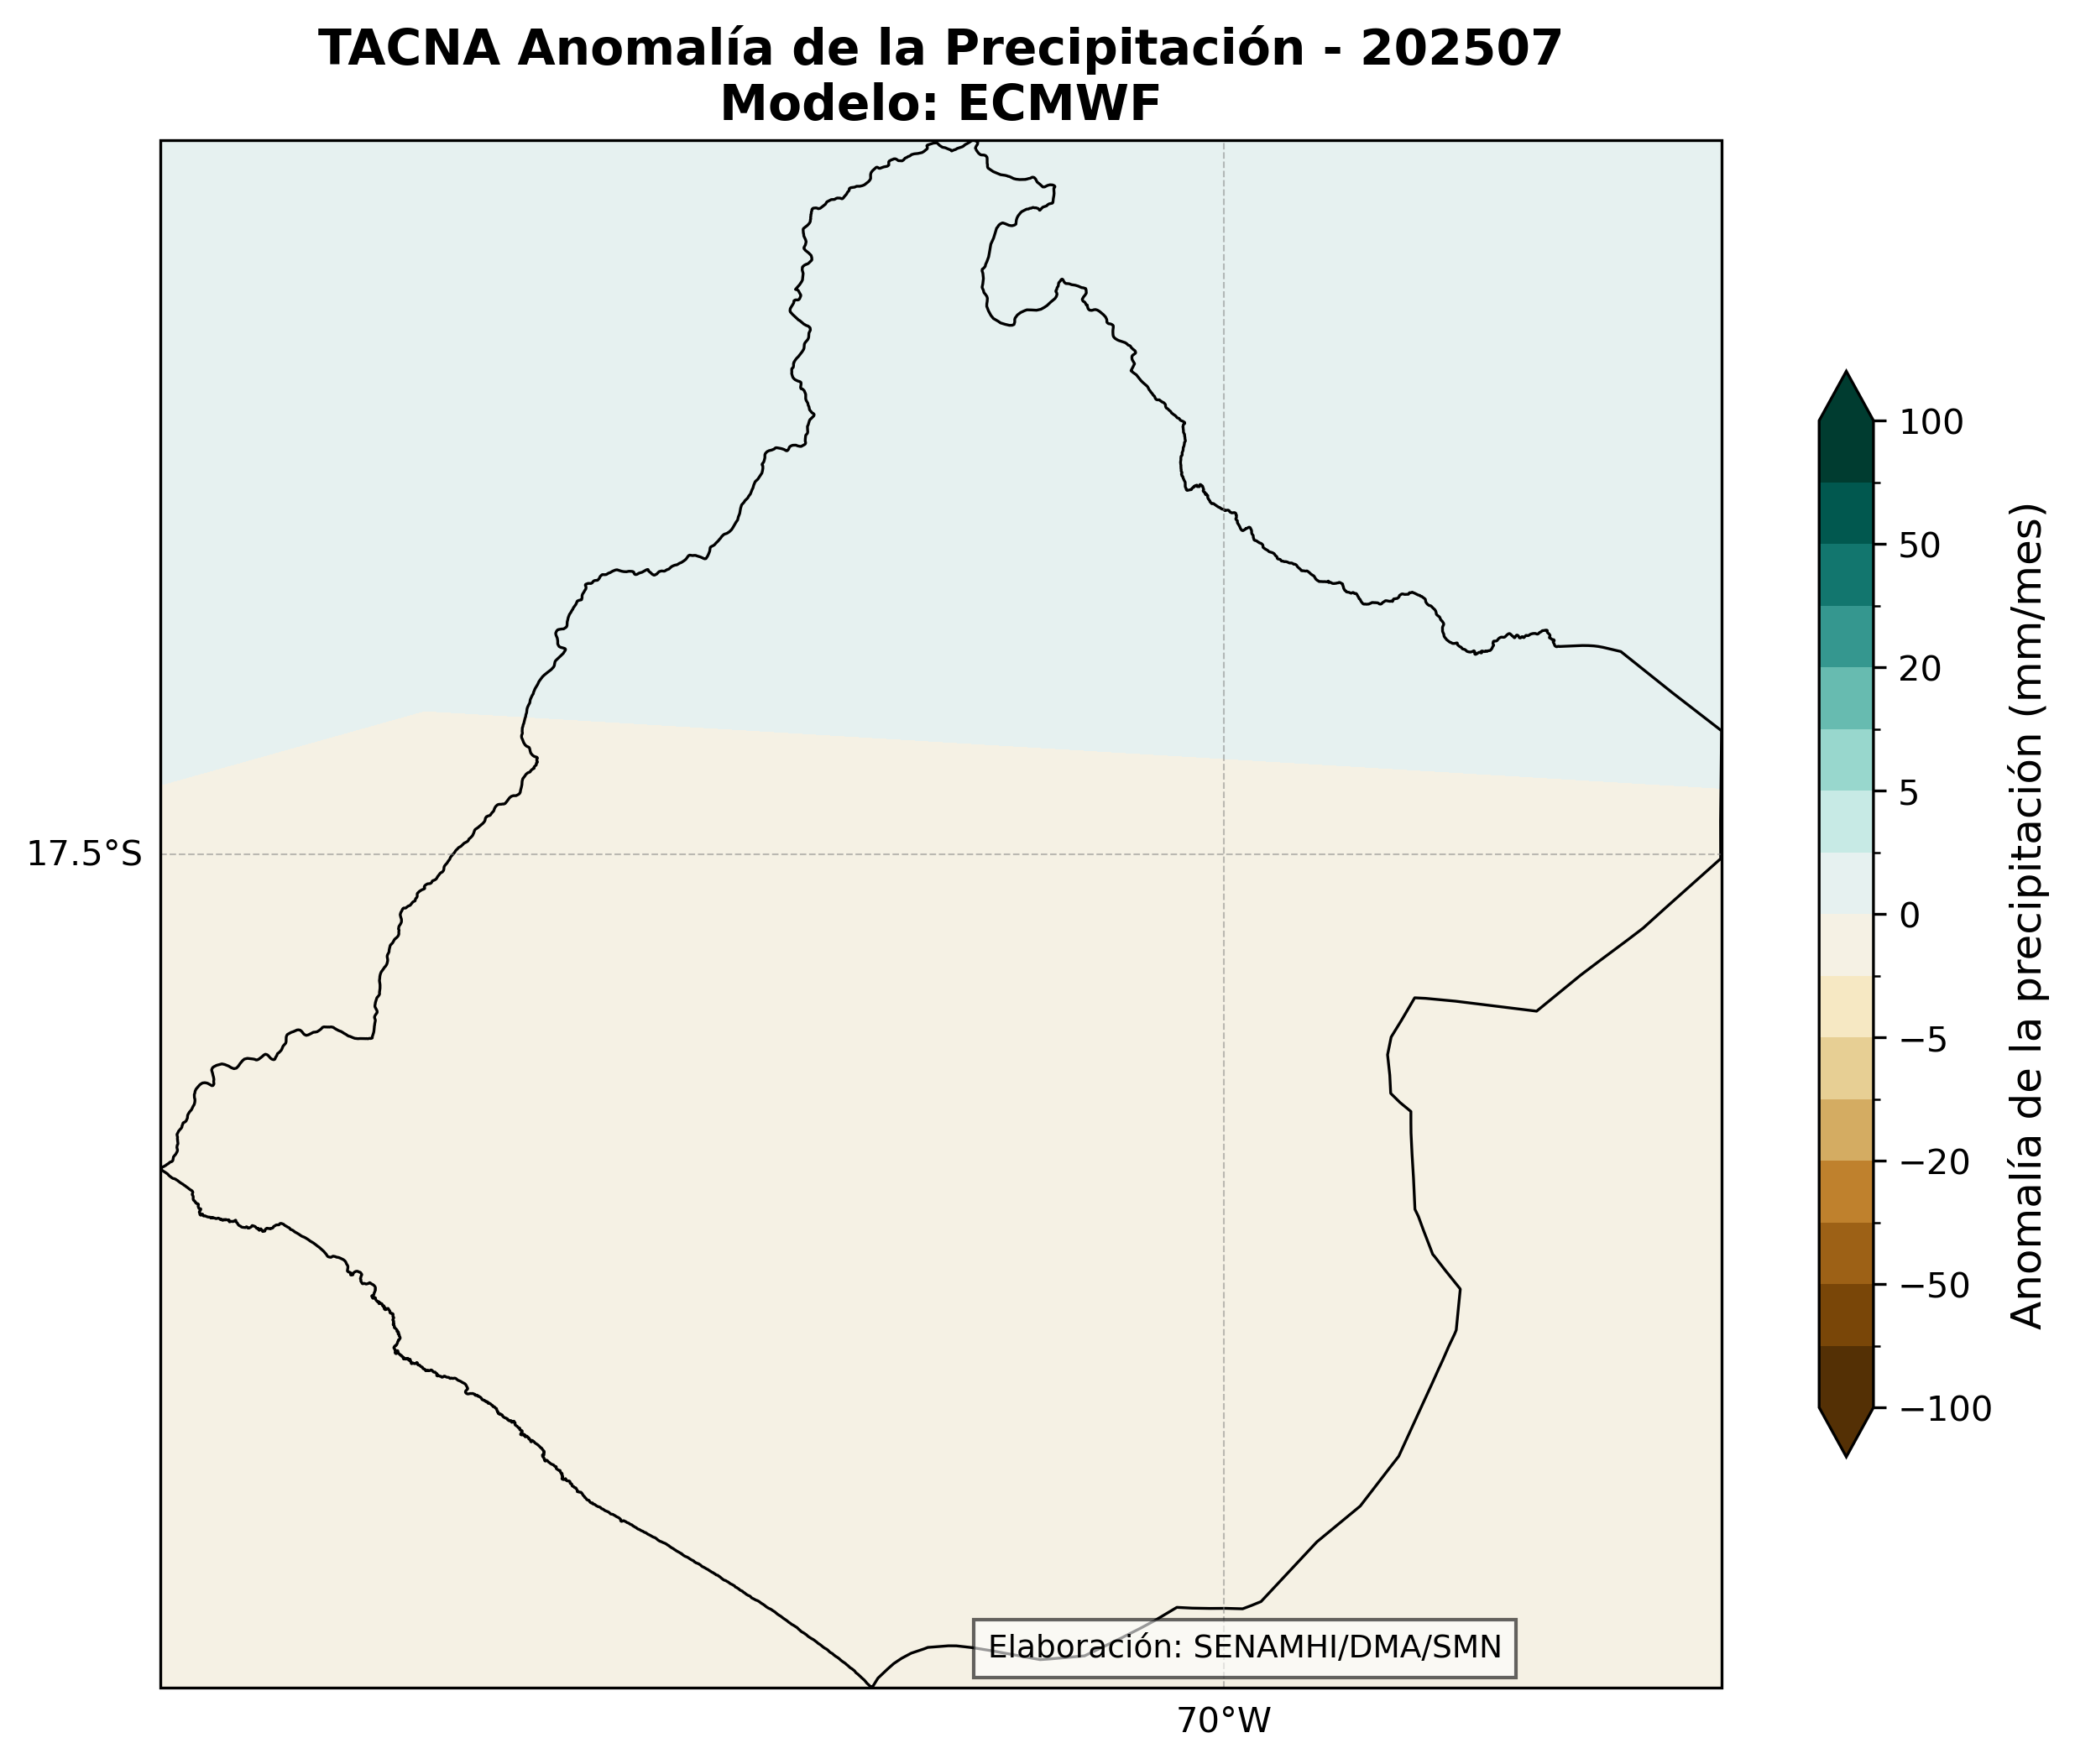 TACNA Anomalía de la Precipitación - 202507
Modelo: ECMWF
17.5°S
70°W
Elaboración: SENAMHI/DMA/SMN
100
50
20
5
0
−5
−20
−50
−100
Anomalía de la precipitación (mm/mes)